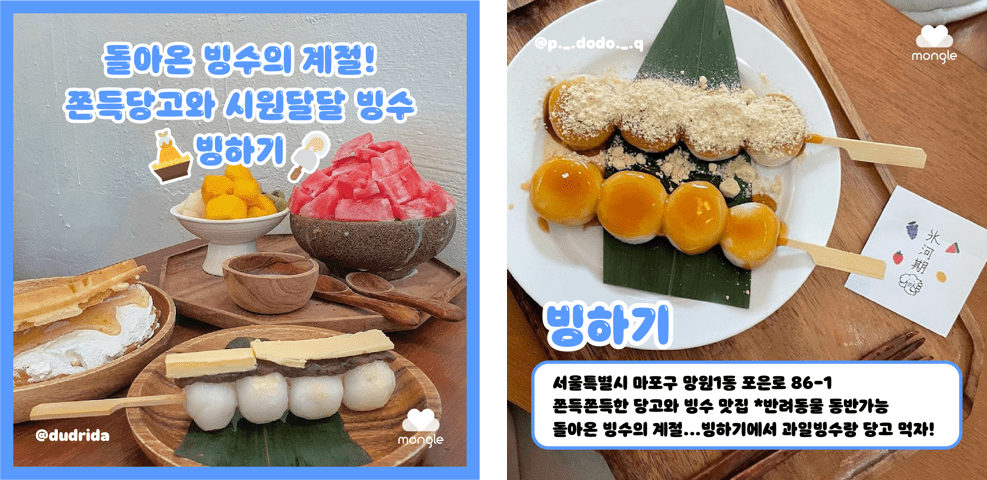 돌아온 빙수의 계절!
쫀득당고와 시원달달 빙수
빙하기
@dudrida
mongle
@p._.dodo._.q
mongle
氷河期
빙하기
서울특별시 마포구 망원1동 포은로 86-1
쫀득쫀득한 당고와 빙수 맛집 *반려동물 동반가능
돌아온 빙수의 계절...빙하기에서 과일빙수랑 당고 먹자!